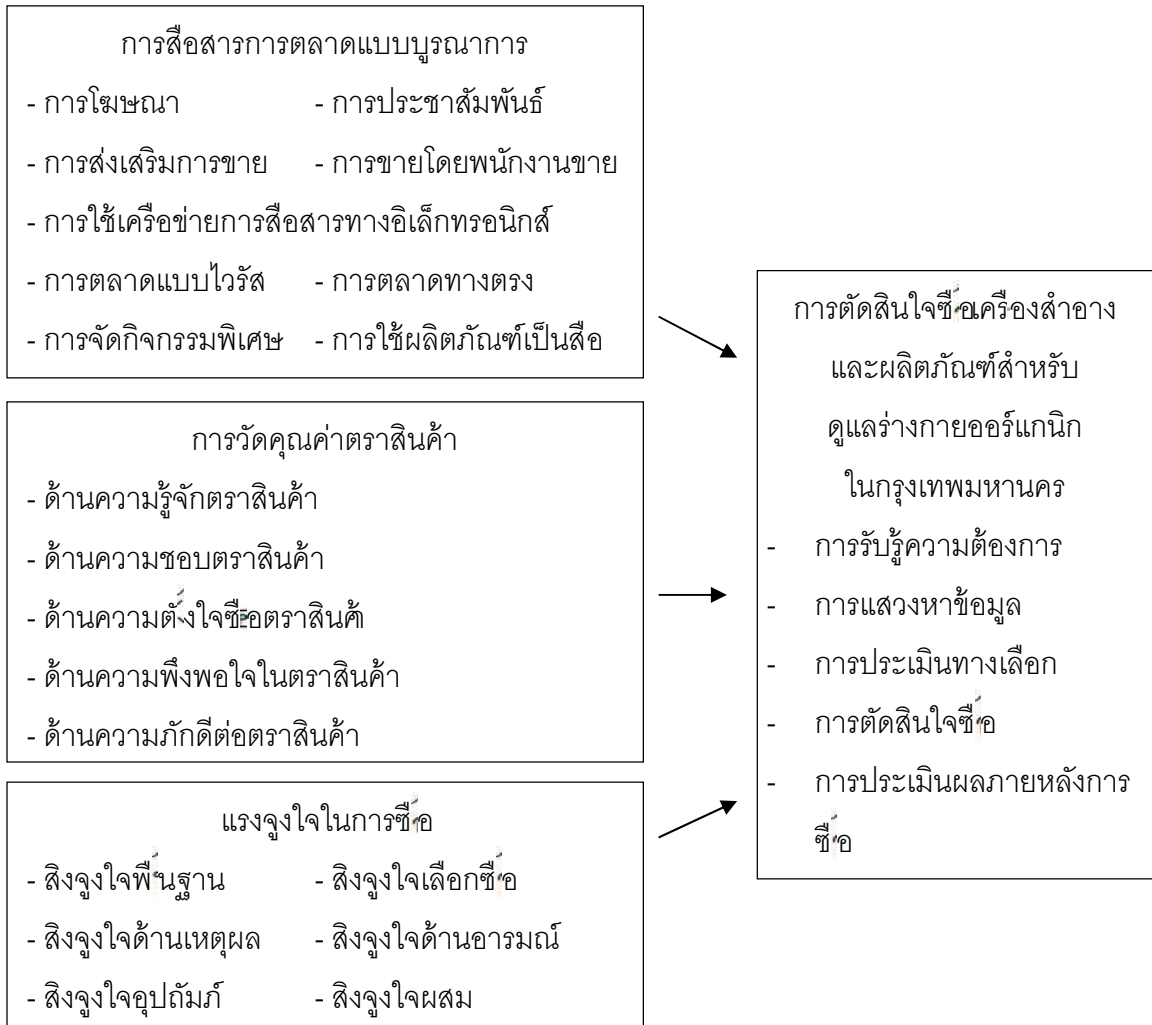 การสื่อสารการตลาดแบบบูรณาการ
- การโฆษณา - การประชาสัมพันธ์
- การส่งเสริมการขาย - การขายโดยพนักงานขาย
- การใช้เครือข่ายการสื่อสารทางอิเล็กทรอนิกส์
- การตลาดแบบไวรัส - การตลาดทางตรง
- การจัดกิจกรรมพิเศษ - การใช้ผลิตภัณฑ์เป็นสื่อ
การวัดคุณค่าตราสินค้า
- ด้านความรู้จักตราสินค้า
- ด้านความชอบตราสินค้า
- ด้านความตั้งใจซื้อตราสินค้า
- ด้านความพึงพอใจในตราสินค้า
- ด้านความภักดีต่อตราสินค้า
แรงจูงใจในการซื้อ
- สิ่งจูงใจพื้นฐาน - สิ่งจูงใจเลือกซื้อ
- สิ่งจูงใจด้านเหตุผล - สิ่งจูงใจด้านอารมณ์
- สิ่งจูงใจอุปถัมภ์ - สิ่งจูงใจผสม
การตัดสินใจซื้อเครื่องสำอาง
และผลิตภัณฑ์สำหรับ
ดูแลร่างกายออร์แกนิก
ในกรุงเทพมหานคร
- การรับรู้ความต้องการ
- การแสวงหาข้อมูล
- การประเมินทางเลือก
- การตัดสินใจซื้อ
- การประเมินผลภายหลังการ
ซื้อ